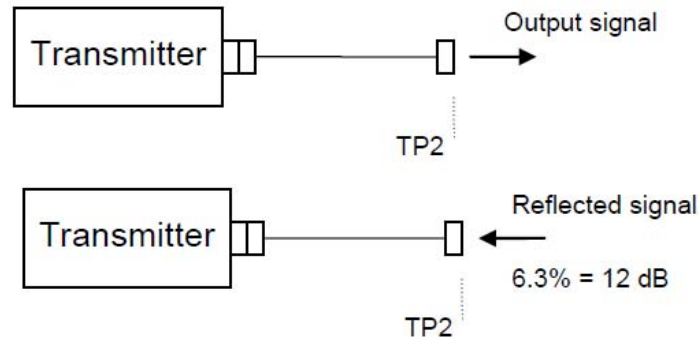 Output signal
Transmitter
TP2
Reflected signal
Transmitter
6.3% = 12 dB
TP2